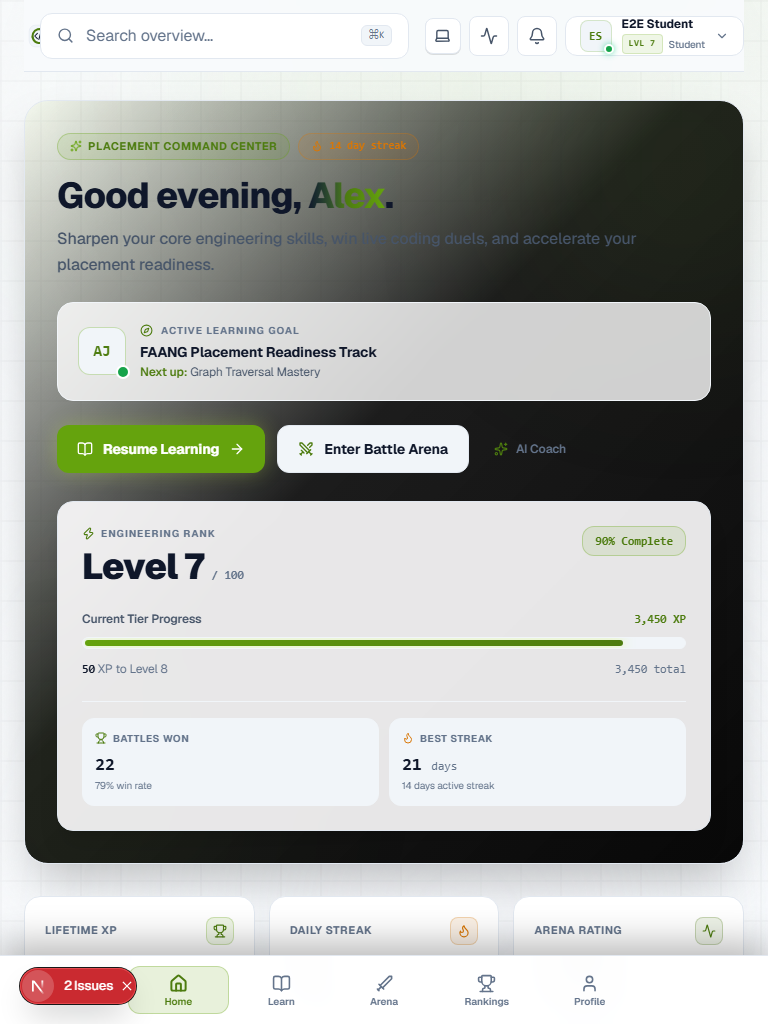 Search overview...
⌘K
ES
E2E Student
LVL 7
Student
PLACEMENT COMMAND CENTER
14 day streak
Good evening, Alex.
Sharpen your core engineering skills, win live coding duels, and accelerate your
placement readiness.
AJ
ACTIVE LEARNING GOAL
FAANG Placement Readiness Track
Next up: Graph Traversal Mastery
Resume Learning
Enter Battle Arena
AI Coach
ENGINEERING RANK
90% Complete
Level 7 / 100
Current Tier Progress
3,450 XP
50 XP to Level 8
3,450 total
BATTLES WON
22
79% win rate
BEST STREAK
21 days
14 days active streak
LIFETIME XP
DAILY STREAK
ARENA RATING
N
2 Issues
Home
Learn
Arena
Rankings
Profile